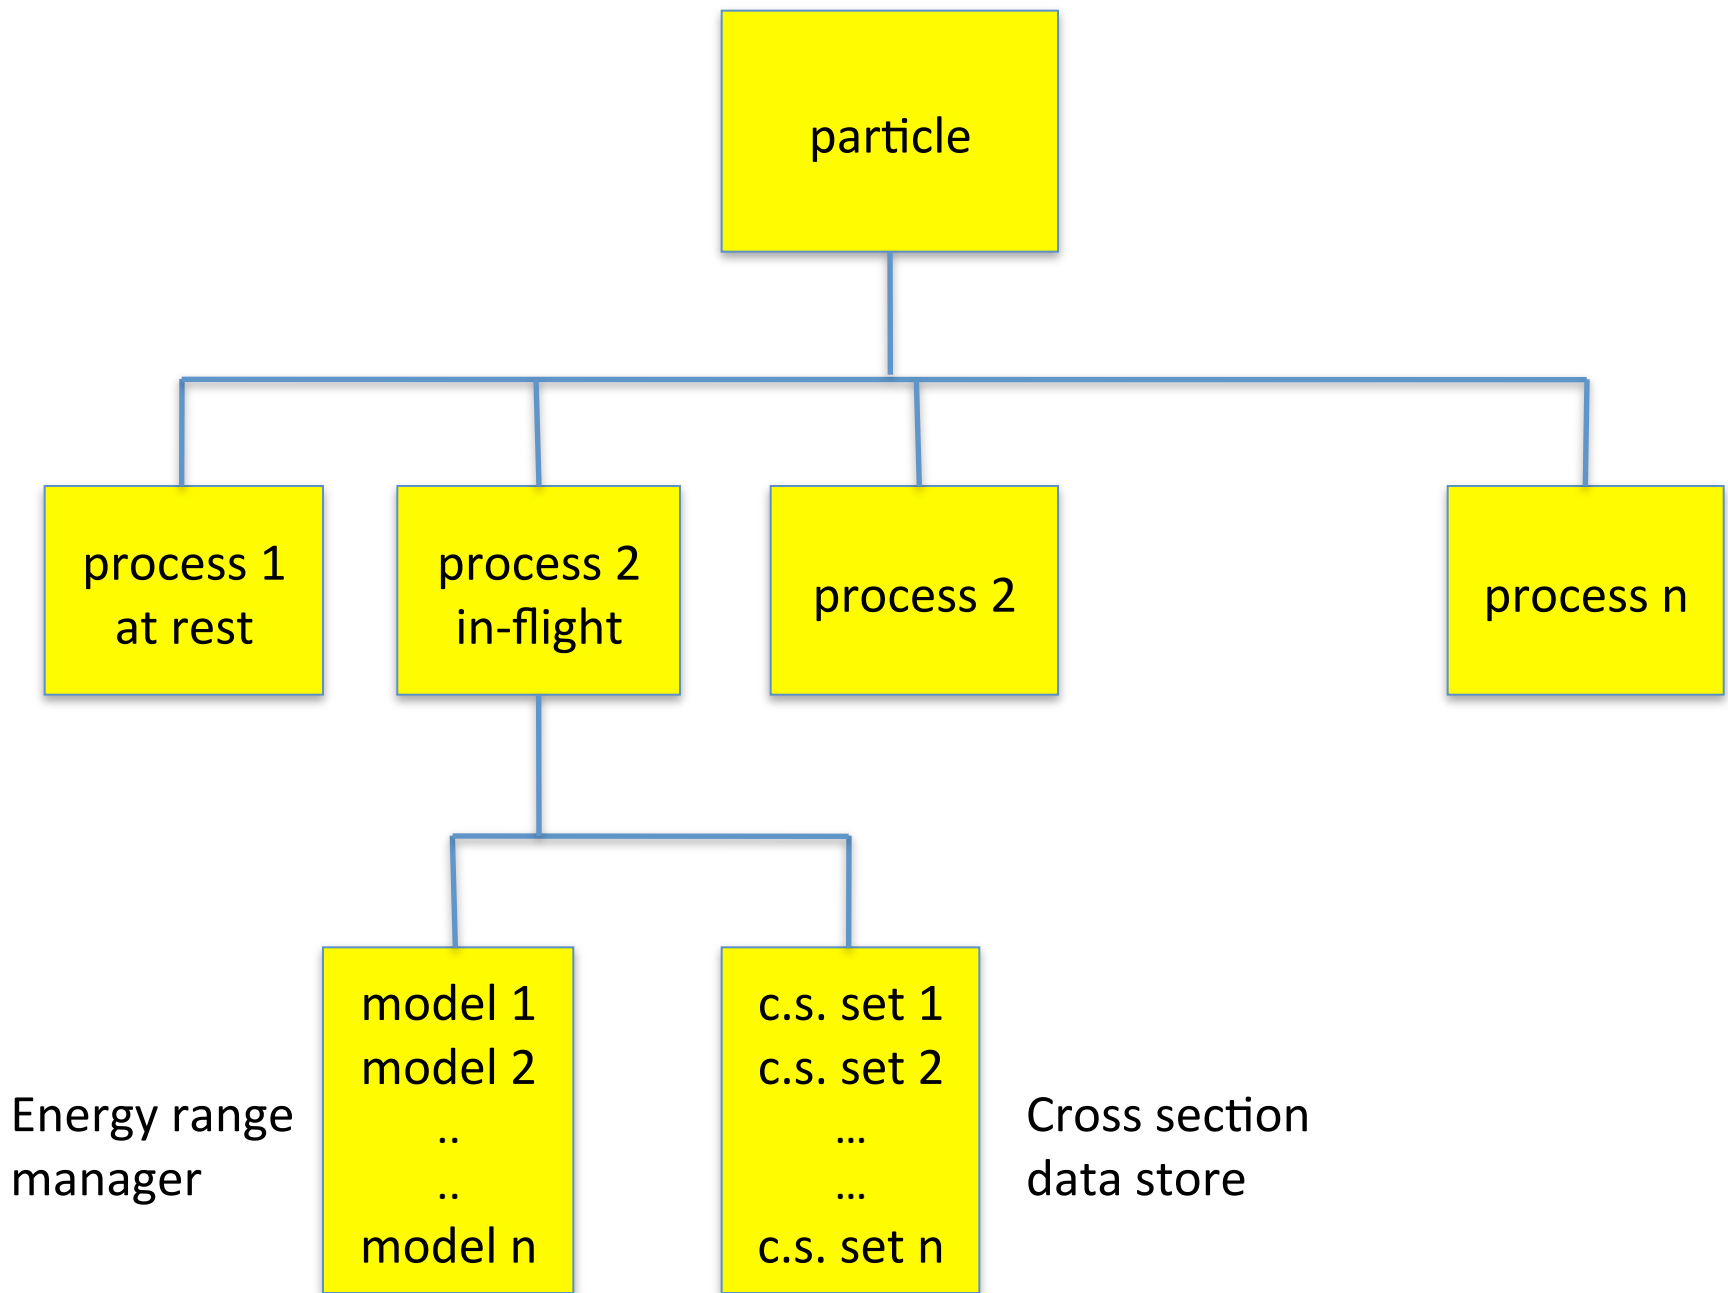 particle
process 1
at rest
process 2
in-flight
process 2
process n
Energy range
manager
model 1
model 2
..
..
model n
c.s. set 1
c.s. set 2
...
...
c.s. set n
Cross section
data store